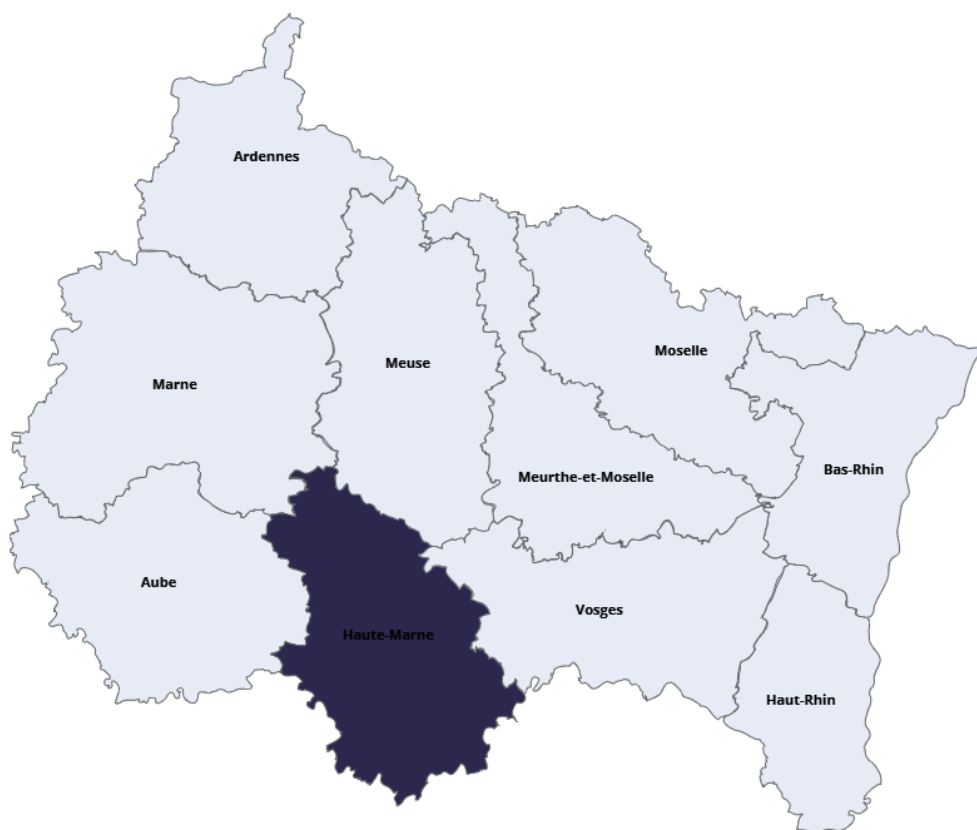 Ardennes
Moselle
Meuse
Marne
Bas-Rhin
Meurthe-et-Moselle
Aube
Vosges
Haute-Marne
Haut-Rhin